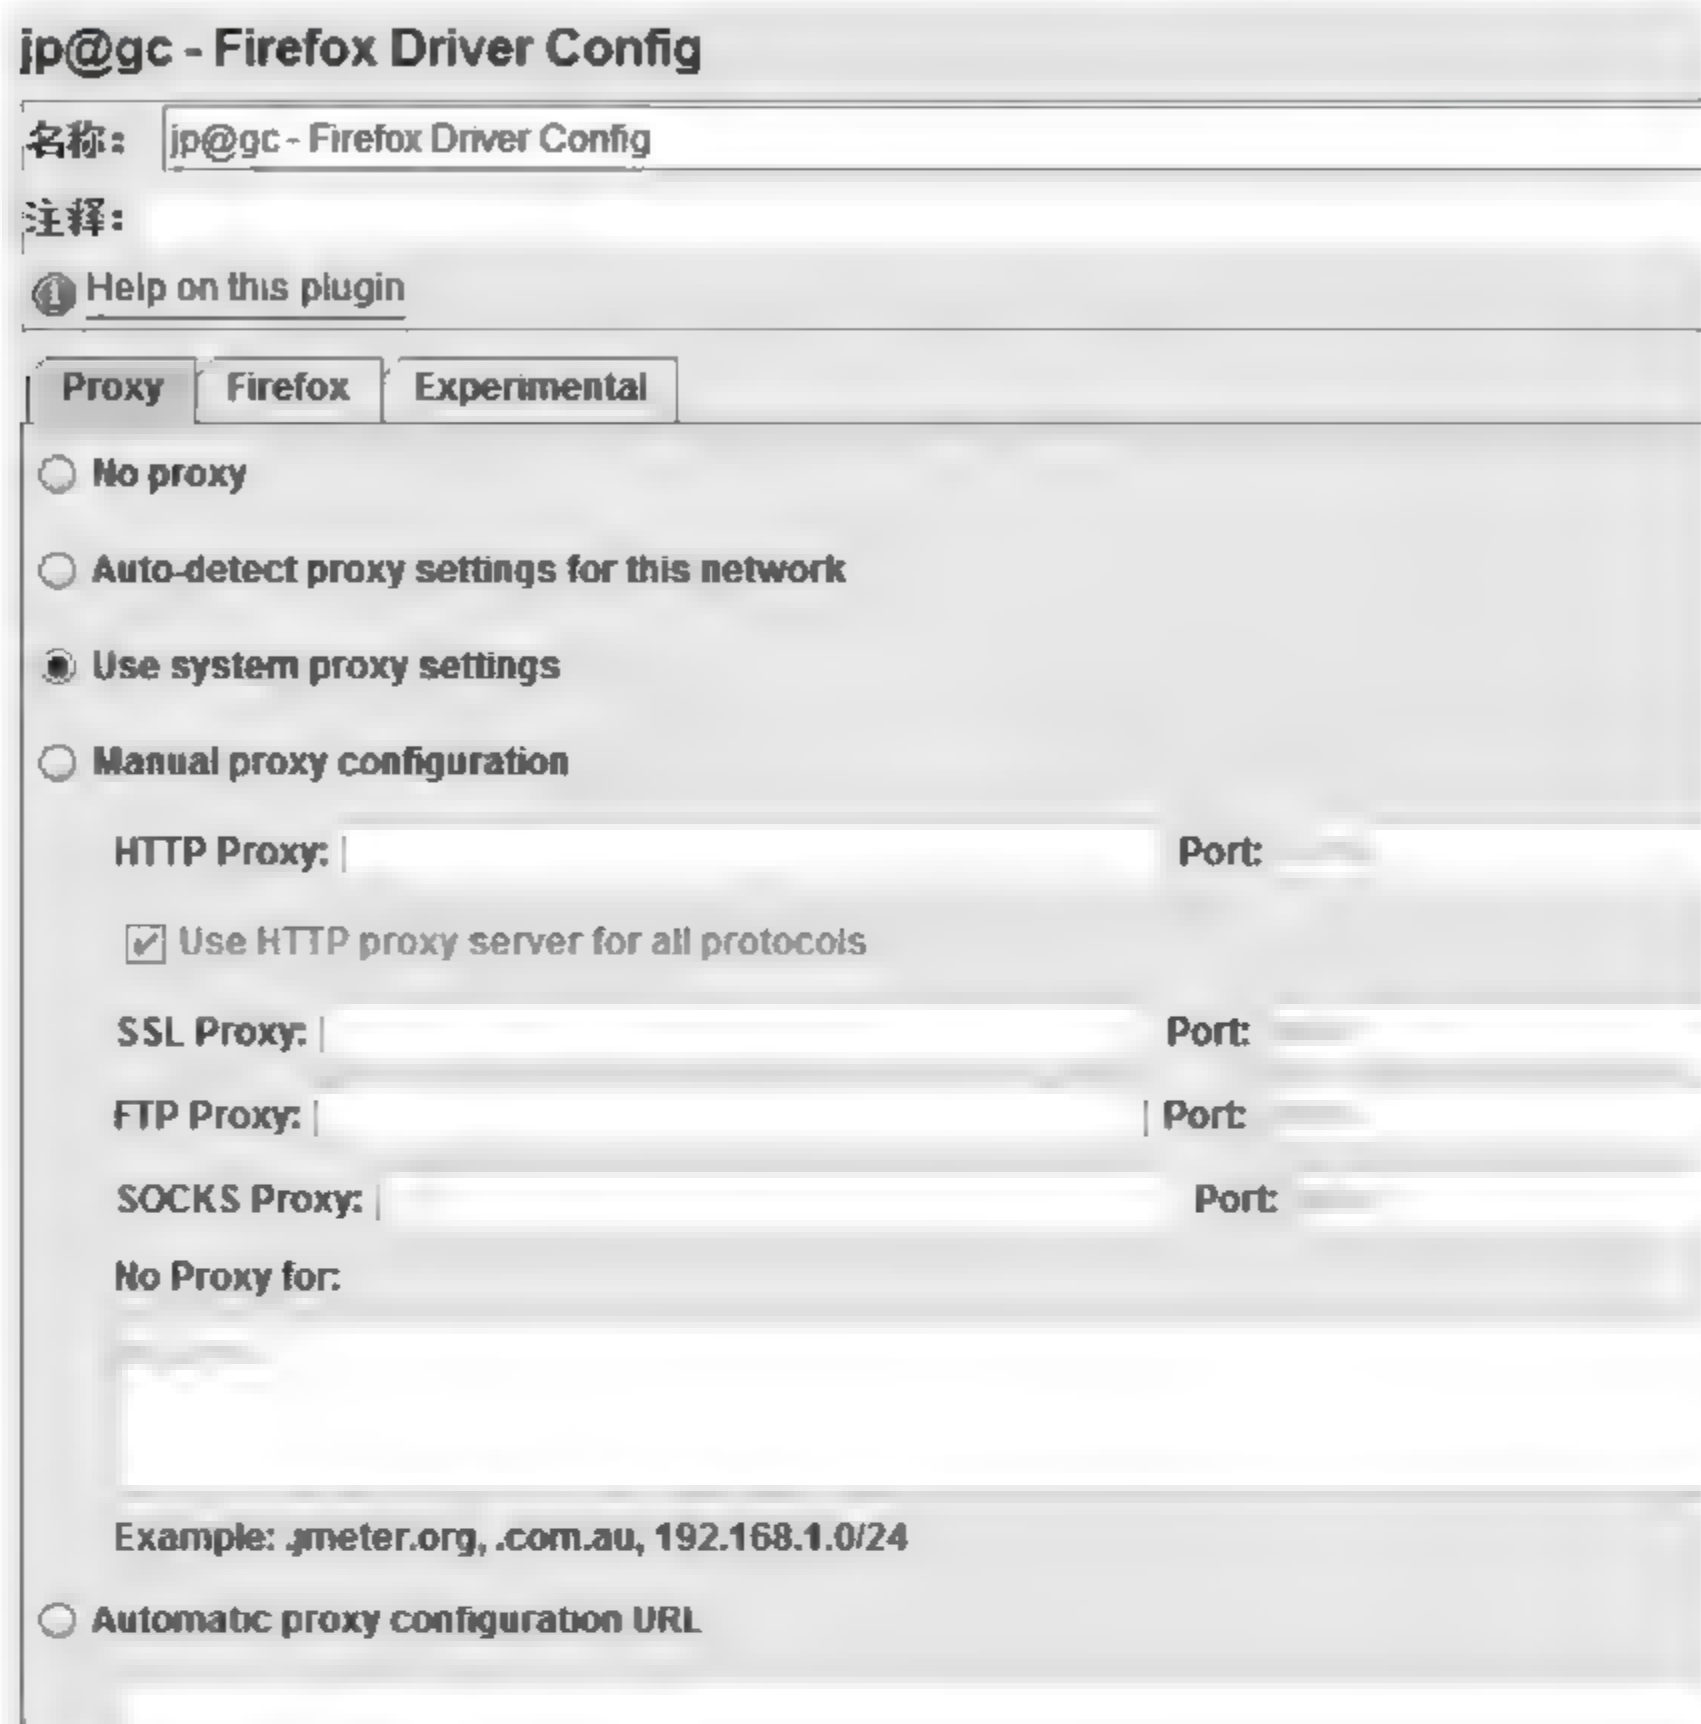 jp@gc - Firefox Driver Config
名称： jp@gc - Firefox Driver Config
注释：
Help on this plugin
Proxy Firefox Experimental
No proxy
Auto-detect proxy settings for this network
Use system proxy settings
Manual proxy configuration
HTTP Proxy: Port:
Use HTTP proxy server for all protocols
SSL Proxy: Port:
FTP Proxy: Port:
SOCKS Proxy: Port:
No Proxy for:
Example: .jmeter.org, .com.au, 192.168.1.0/24
Automatic proxy configuration URL